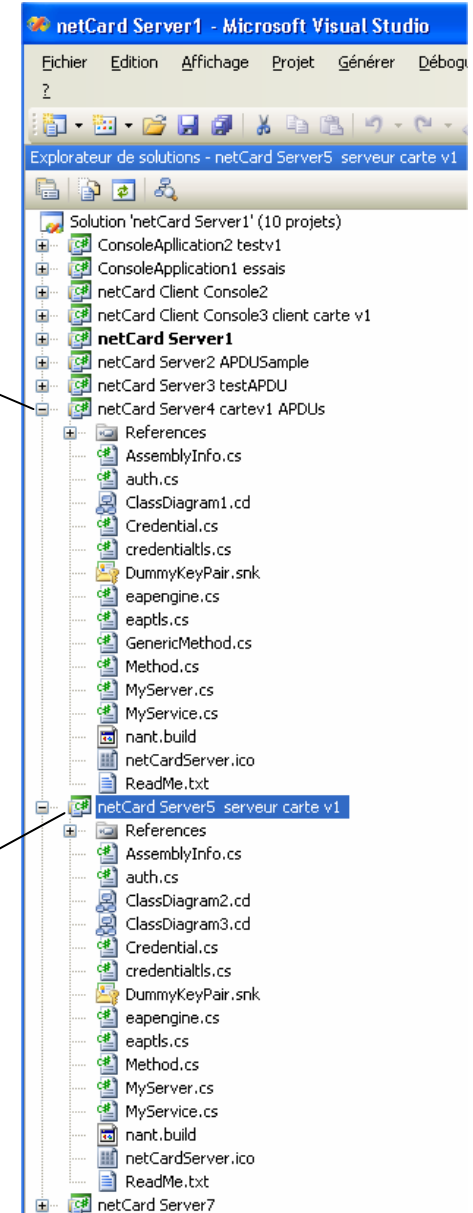 netCard Server1 - Microsoft Visual Studio
Fichier Edition Affichage Projet Générer Débogu
?
Explorateur de solutions - netCard Server5 serveur carte v1
Solution 'netCard Server1' (10 projets)
ConsoleApllication2 testv1
ConsoleApplication1 essais
netCard Client Console2
netCard Client Console3 client carte v1
netCard Server1
netCard Server2 APDUSample
netCard Server3 testAPDU
netCard Server4 cartev1 APDUs
References
AssemblyInfo.cs
auth.cs
ClassDiagram1.cd
Credential.cs
credentialtls.cs
DummyKeyPair.snk
eapengine.cs
eaptls.cs
GenericMethod.cs
Method.cs
MyServer.cs
MyService.cs
nant.build
netCardServer.ico
ReadMe.txt
netCard Server5 serveur carte v1
References
AssemblyInfo.cs
auth.cs
ClassDiagram2.cd
ClassDiagram3.cd
Credential.cs
credentialtls.cs
DummyKeyPair.snk
eapengine.cs
eaptls.cs
Method.cs
MyServer.cs
MyService.cs
nant.build
netCardServer.ico
ReadMe.txt
netCard Server7